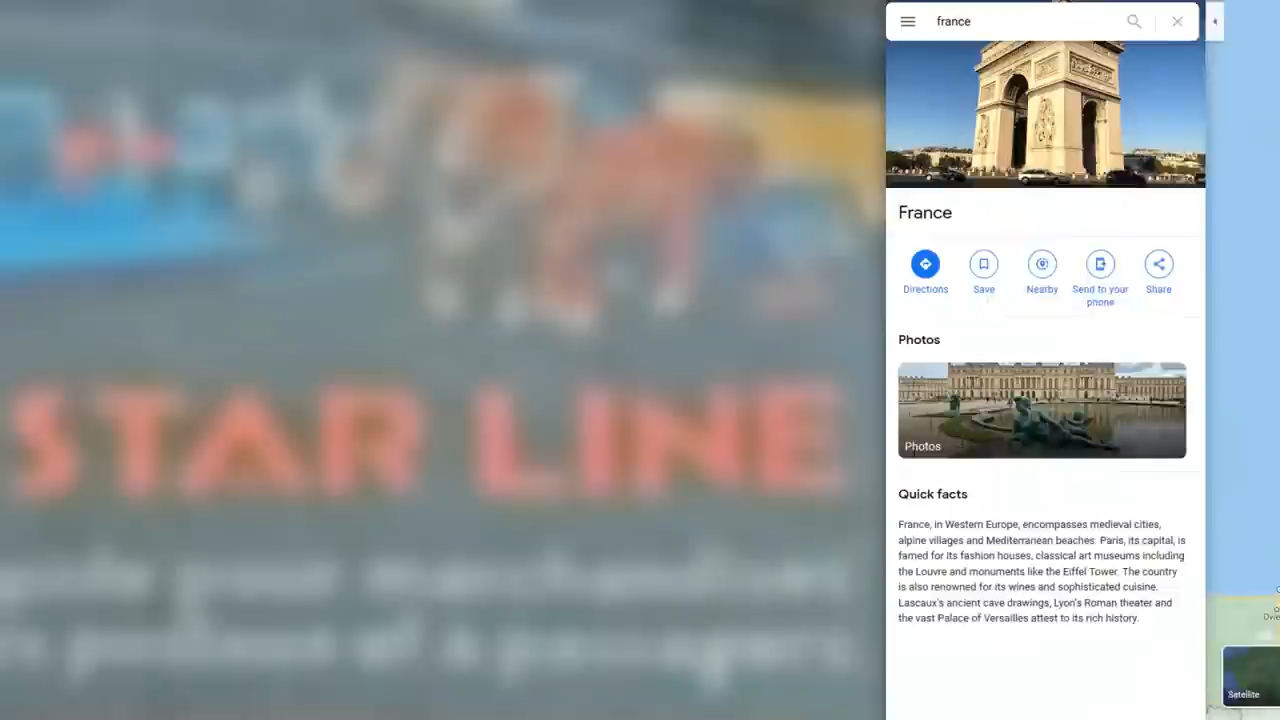 STAR LINE
france
France
Directions
Save
Nearby
Send to your
phone
Share
Photos
Photos
Quick facts
France, in Western Europe, encompasses medieval cities,
alpine villages and Mediterranean beaches. Paris, its capital, is
famed for its fashion houses, classical art museums including
the Louvre and monuments like the Eiffel Tower. The country
is also renowned for its wines and sophisticated cuisine.
Lascaux's ancient cave drawings, Lyon's Roman theater and
the vast Palace of Versailles attest to its rich history.
Satellite